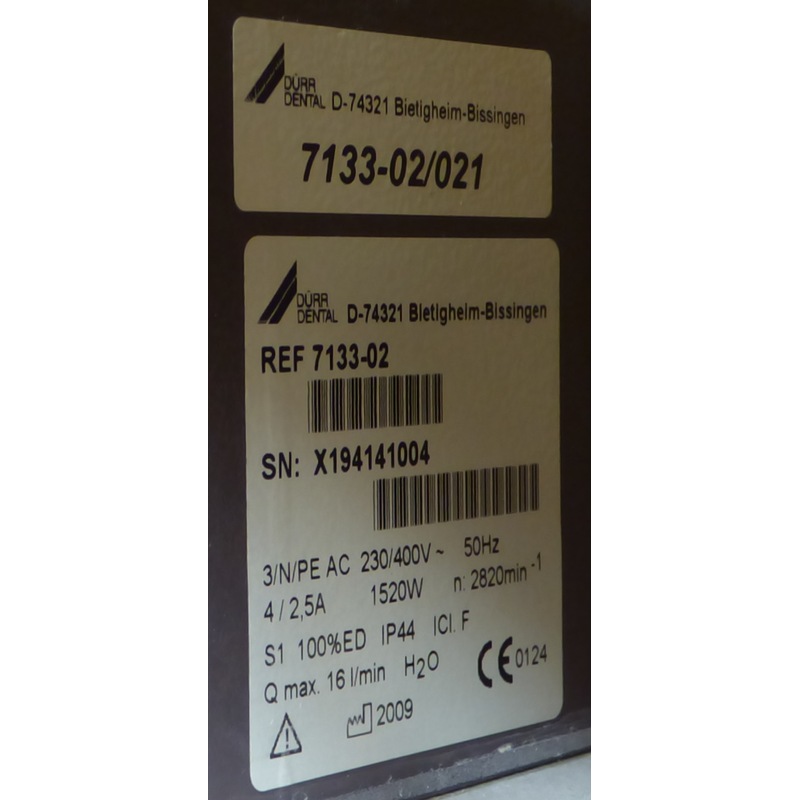 DÜRR
DENTAL D-74321 Bietigheim-Bissingen
7133-02/021
DÜRR
DENTAL D-74321 Bietigheim-Bissingen
REF 7133-02
SN: X194141004
3/N/PE AC 230/400V ~ 50Hz
4 / 2,5A 1520W n: 2820min -1
S1 100%ED IP44 ICl. F
Q max. 16 l/min H2O CE 0124
2009